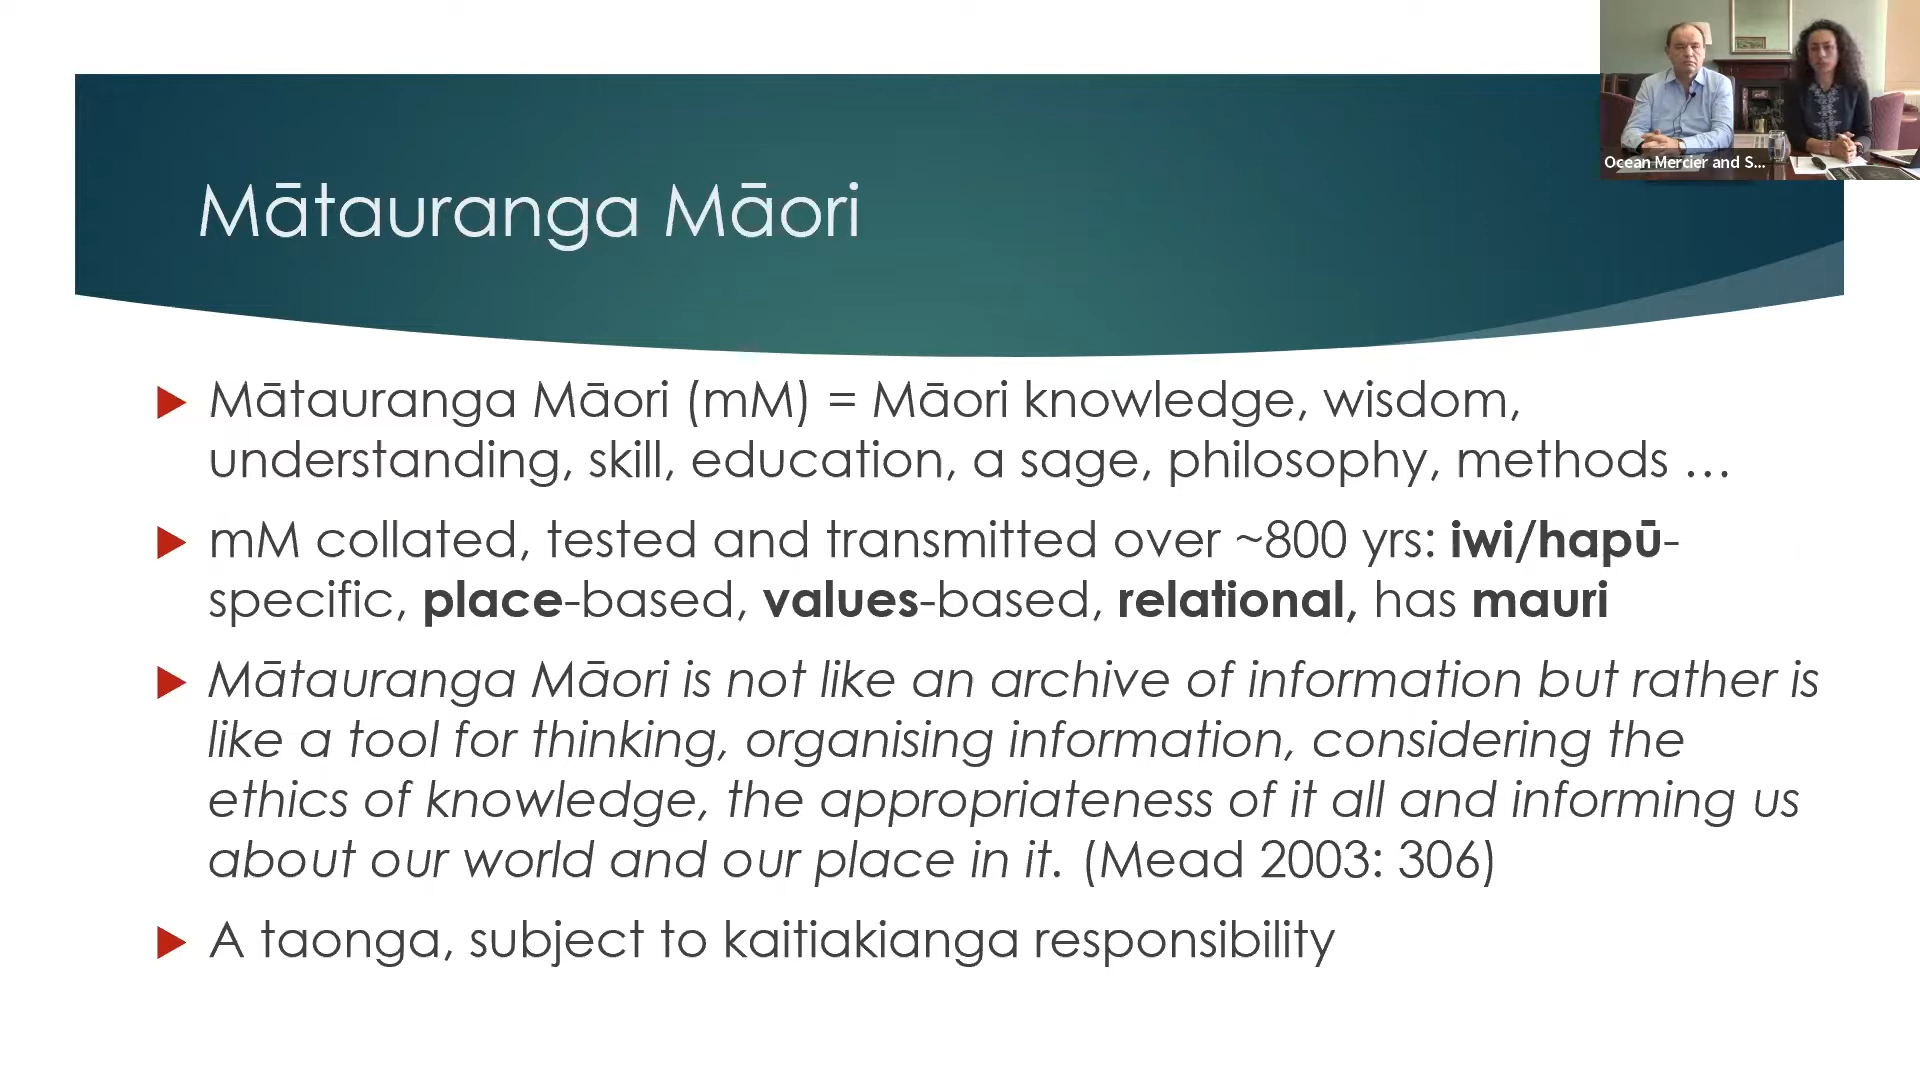 Ocean Mercier and S...
Mātauranga Māori
Mātauranga Māori (mM) = Māori knowledge, wisdom,
understanding, skill, education, a sage, philosophy, methods …
mM collated, tested and transmitted over ~800 yrs: iwi/hapū-
specific, place-based, values-based, relational, has mauri
Mātauranga Māori is not like an archive of information but rather is
like a tool for thinking, organising information, considering the
ethics of knowledge, the appropriateness of it all and informing us
about our world and our place in it. (Mead 2003: 306)
A taonga, subject to kaitiakianga responsibility